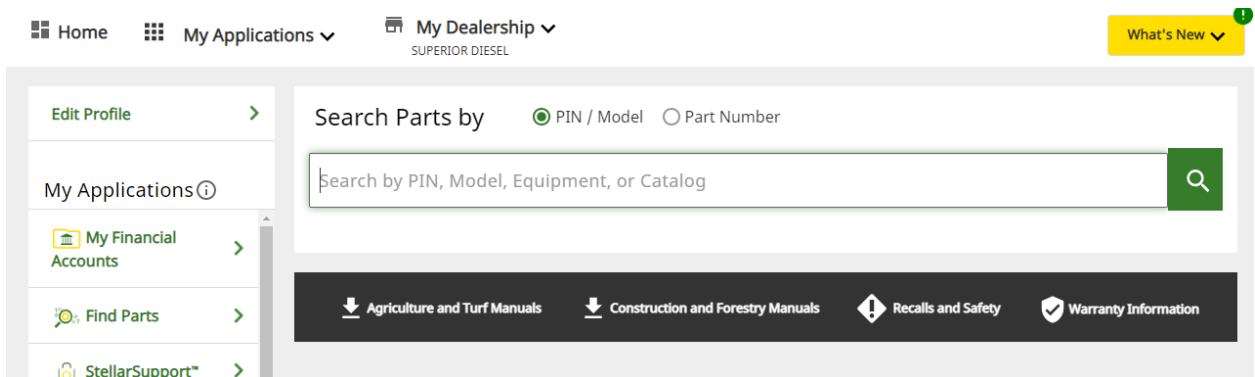 Home
My Applications
My Dealership
SUPERIOR DIESEL
What's New
!
Edit Profile
Search Parts by
PIN / Model
Part Number
Search by PIN, Model, Equipment, or Catalog
My Applications
My Financial
Accounts
Find Parts
StellarSupport™
Agriculture and Turf Manuals
Construction and Forestry Manuals
Recalls and Safety
Warranty Information